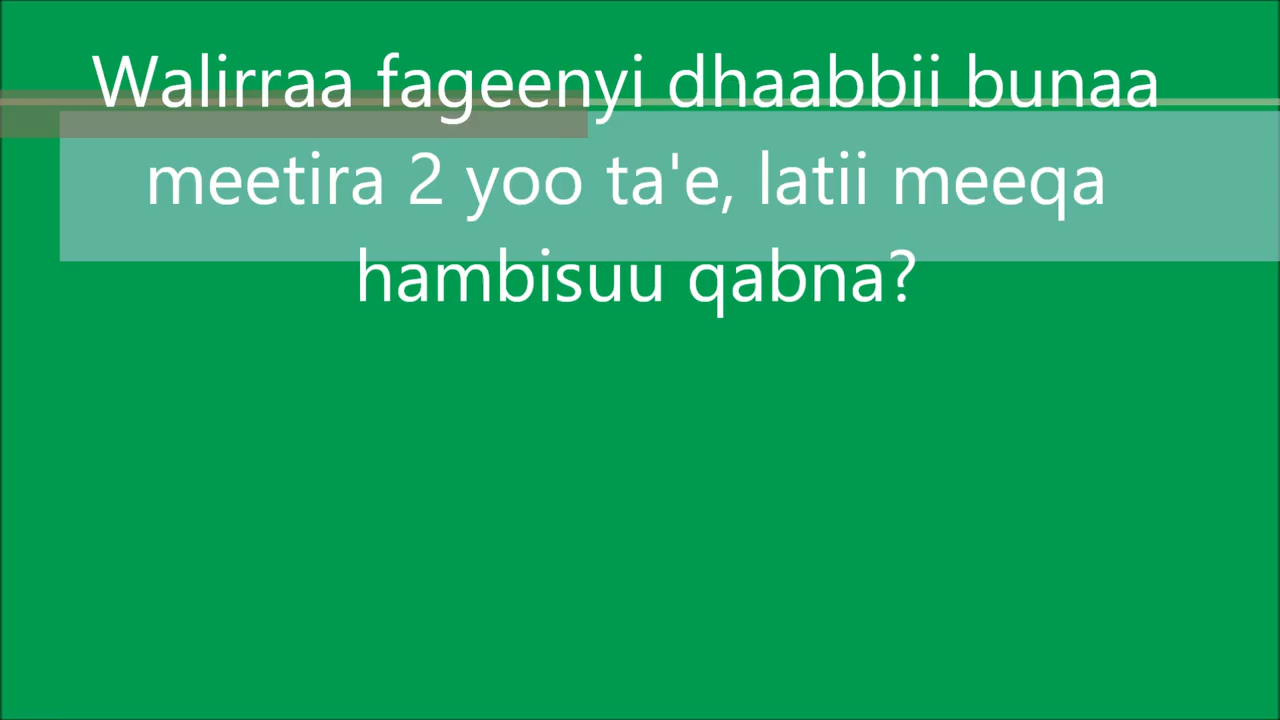 Walirraa fageenyi dhaabbii bunaa
meetira 2 yoo ta'e, latii meeqa
hambisuu qabna?